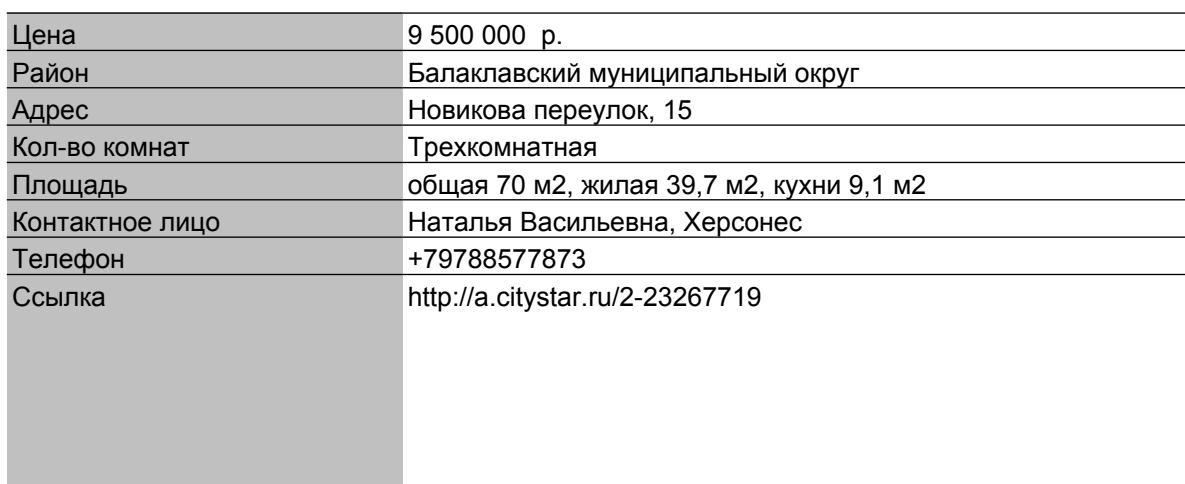 Цена 9 500 000 р.
Район Балаклавский муниципальный округ
Адрес Новикова переулок, 15
Кол-во комнат Трехкомнатная
Площадь общая 70 м2, жилая 39,7 м2, кухни 9,1 м2
Контактное лицо Наталья Васильевна, Херсонес
Телефон +79788577873
Ссылка http://a.citystar.ru/2-23267719